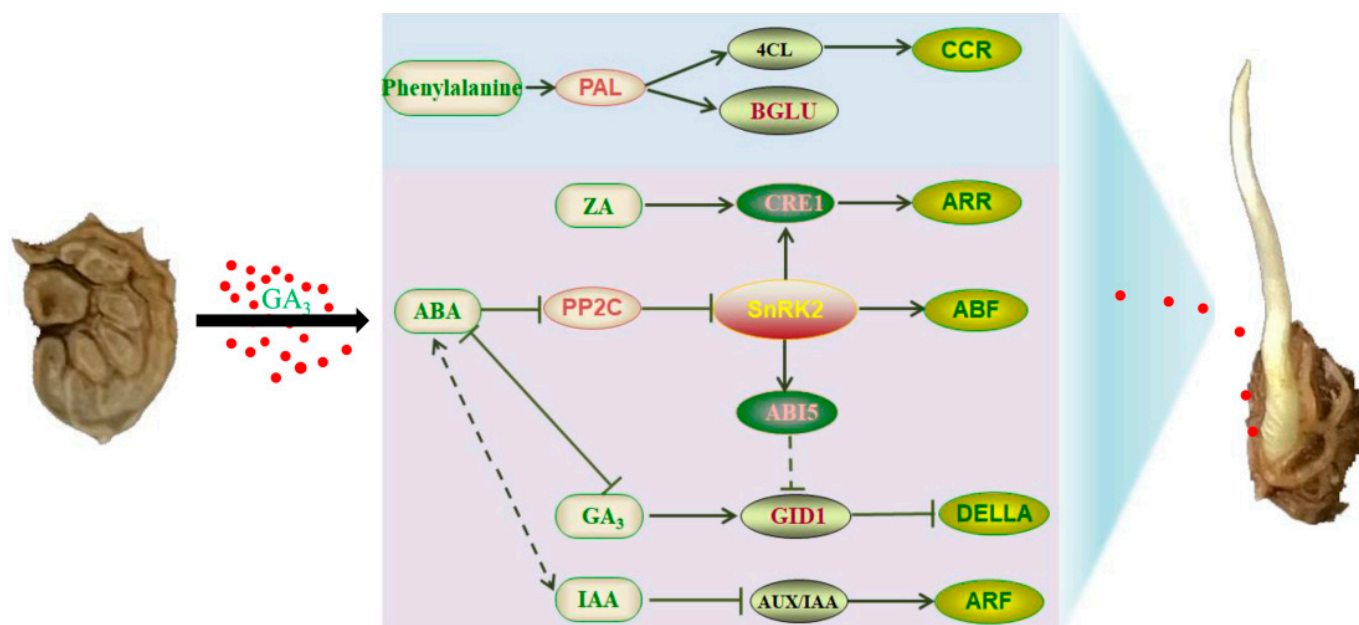 4CL
CCR
Phenylalanine
PAL
BGLU
ZA
CRE1
ARR
GA₃
ABA
PP2C
SnRK2
ABF
ABI5
GA₃
GID1
DELLA
IAA
AUX/IAA
ARF